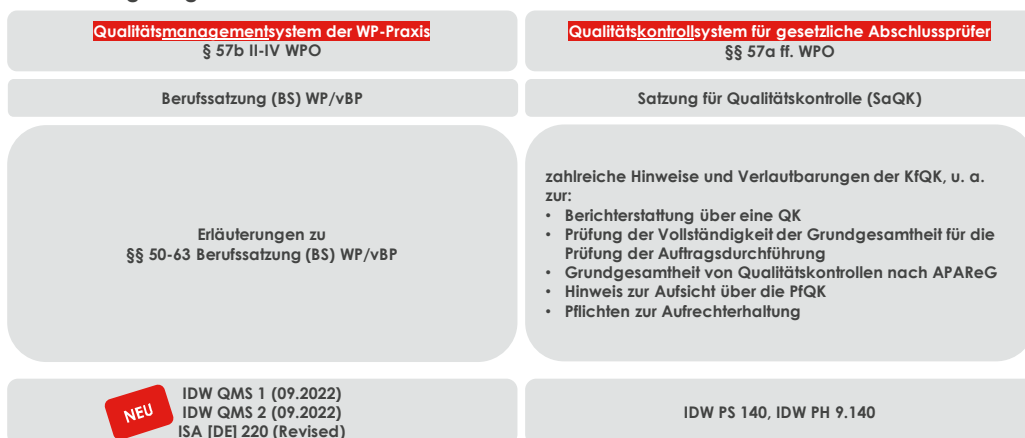 Qualitätsmanagementsystem der WP-Praxis
§ 57b II-IV WPO
Qualitätskontrollsystem für gesetzliche Abschlussprüfer
§§ 57a ff. WPO
Berufssatzung (BS) WP/vBP
Satzung für Qualitätskontrolle (SaQK)
Erläuterungen zu
§§ 50-63 Berufssatzung (BS) WP/vBP
zahlreiche Hinweise und Verlautbarungen der KfQK, u. a.
zur:
• Berichterstattung über eine QK
• Prüfung der Vollständigkeit der Grundgesamtheit für die
Prüfung der Auftragsdurchführung
• Grundgesamtheit von Qualitätskontrollen nach APAReG
• Hinweis zur Aufsicht über die PfQK
• Pflichten zur Aufrechterhaltung
NEU
IDW QMS 1 (09.2022)
IDW QMS 2 (09.2022)
ISA [DE] 220 (Revised)
IDW PS 140, IDW PH 9.140